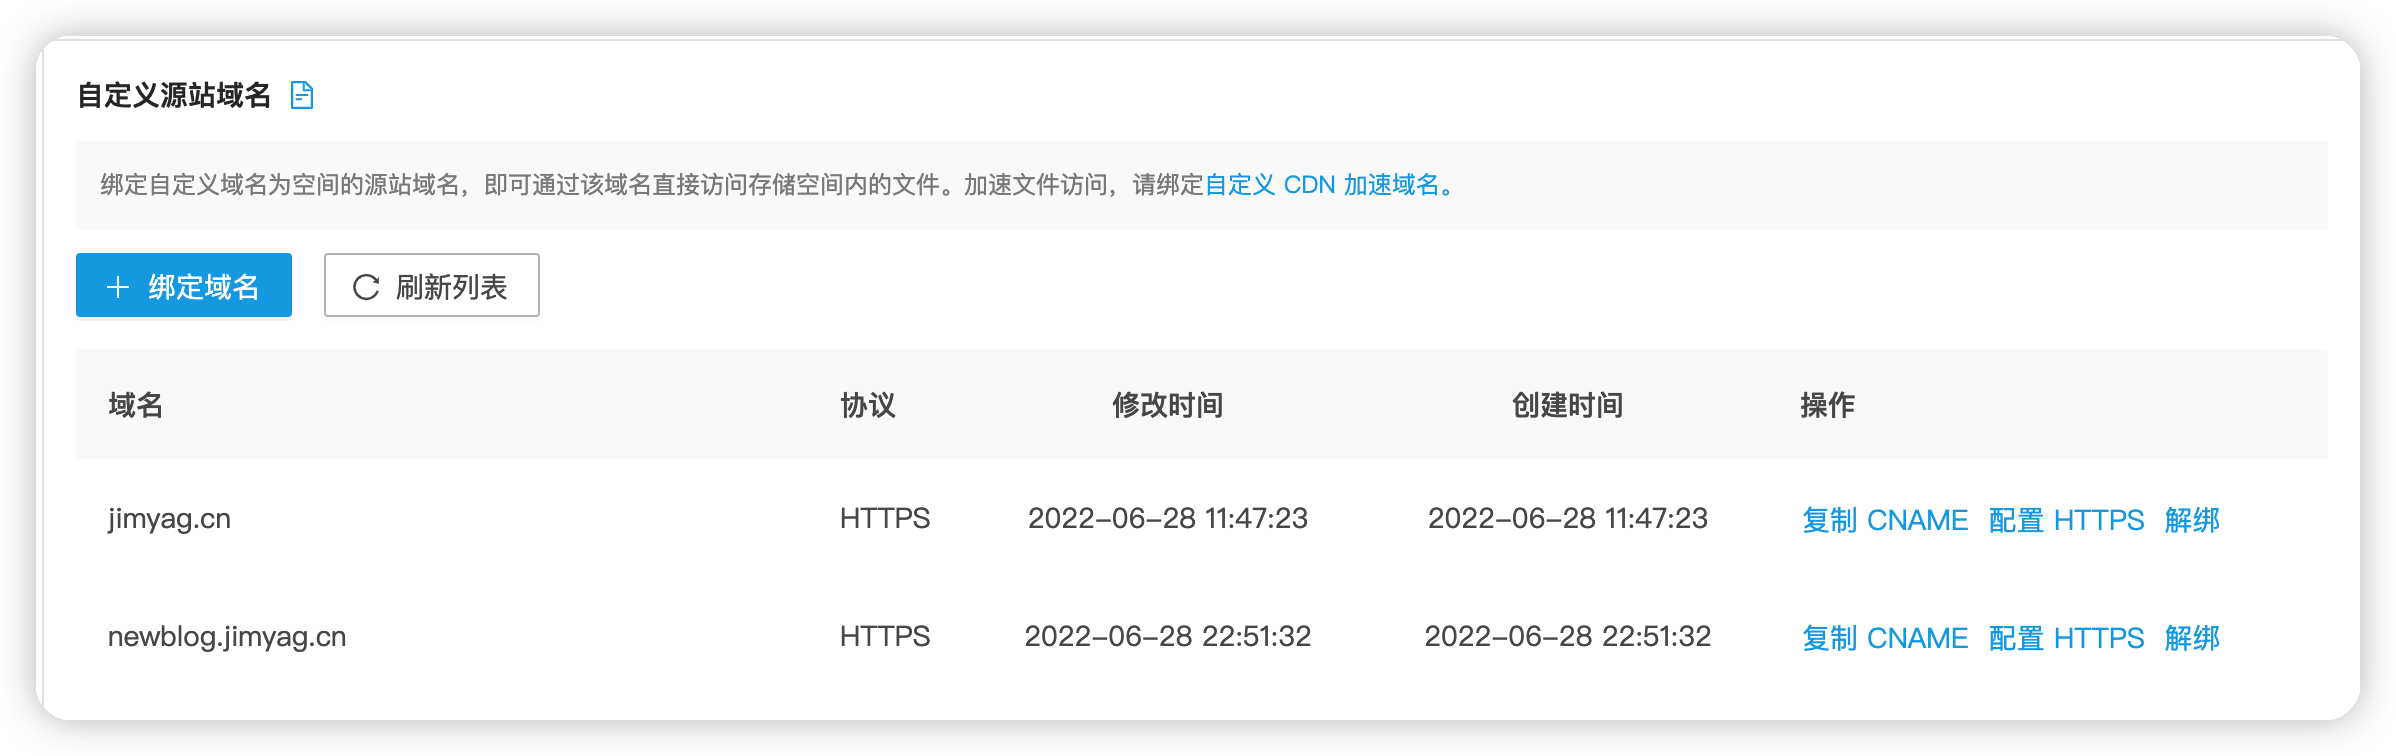 自定义源站域名
绑定自定义域名为空间的源站域名，即可通过该域名直接访问存储空间内的文件。加速文件访问，请绑定自定义 CDN 加速域名。
绑定域名 刷新列表
域名 协议 修改时间 创建时间 操作
jimyag.cn HTTPS 2022-06-28 11:47:23 2022-06-28 11:47:23 复制 CNAME 配置 HTTPS 解绑
newblog.jimyag.cn HTTPS 2022-06-28 22:51:32 2022-06-28 22:51:32 复制 CNAME 配置 HTTPS 解绑